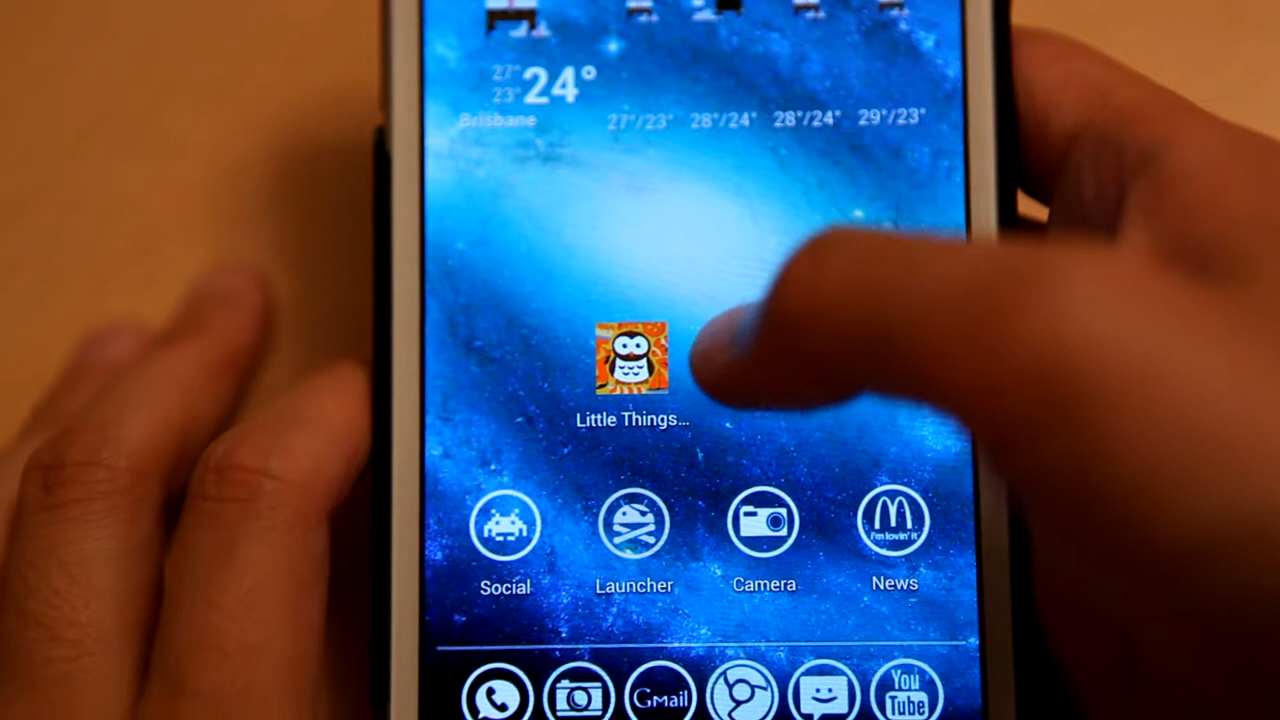 27°
23°
24°
Brisbane
27°/23° 28°/24° 28°/24° 29°/23°
Little Things...
i'm lovin' it
Social Launcher Camera News
GMail
You
Tube